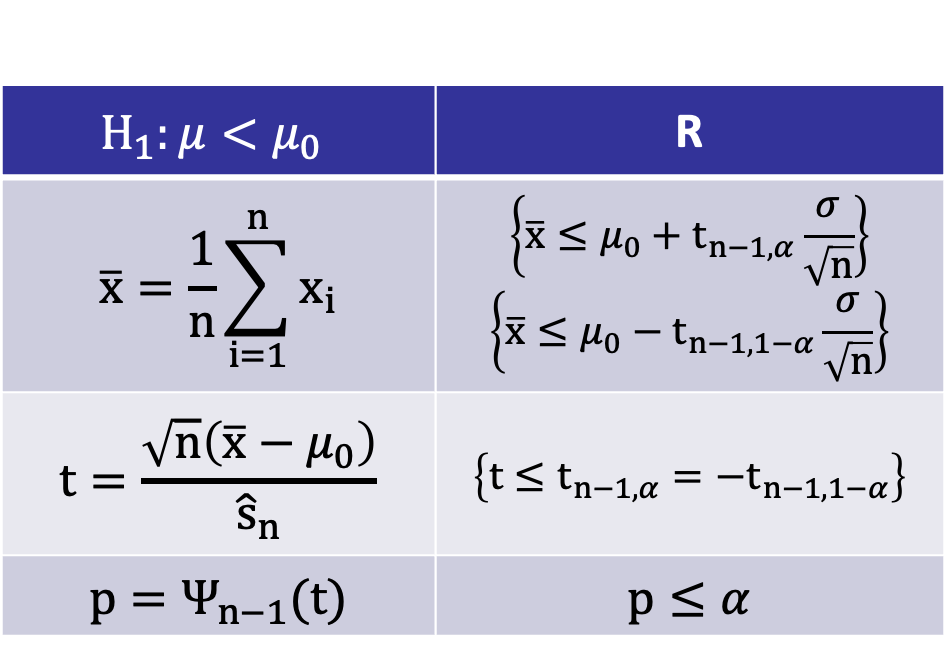 H₁: μ < μ₀
R
x̄ = 1/n ∑ᵢ₌₁ⁿ xᵢ
{x̄ ≤ μ₀ + tₙ₋₁,α σ/√n}
{x̄ ≤ μ₀ − tₙ₋₁,₁₋α σ/√n}
t = √n(x̄ − μ₀)/ŝₙ
{t ≤ tₙ₋₁,α = −tₙ₋₁,₁₋α}
p = Ψₙ₋₁(t)
p ≤ α